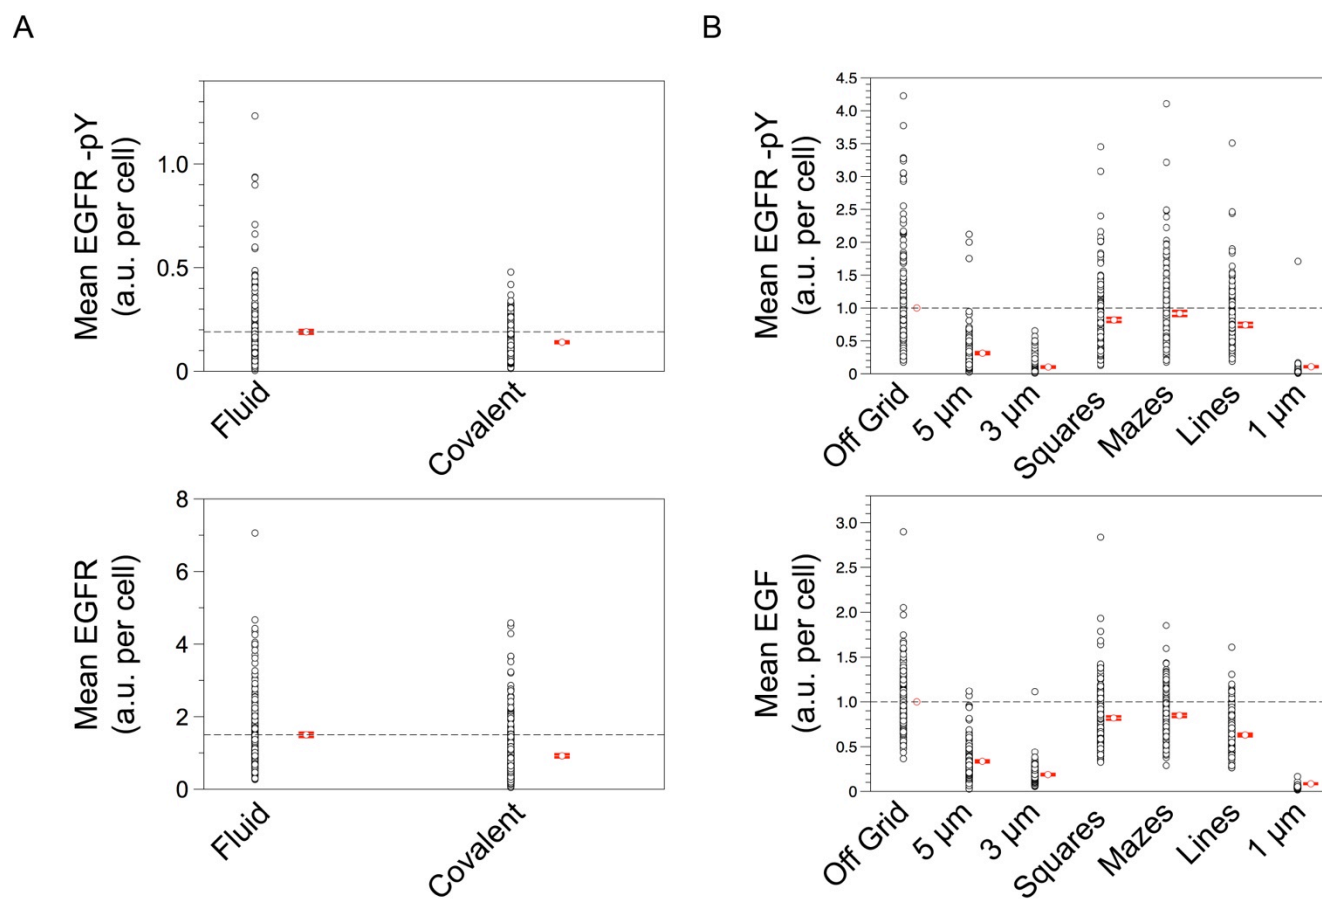 A
Mean EGFR -pY
(a.u. per cell)
1.0
0.5
0
Fluid
Covalent
Mean EGFR
(a.u. per cell)
8
6
4
2
0
Fluid
Covalent
B
Mean EGFR -pY
(a.u. per cell)
4.5
4.0
3.5
3.0
2.5
2.0
1.5
1.0
0.5
0
Off Grid
5 µm
3 µm
Squares
Mazes
Lines
1 µm
Mean EGF
(a.u. per cell)
3.0
2.5
2.0
1.5
1.0
0.5
0
Off Grid
5 µm
3 µm
Squares
Mazes
Lines
1 µm